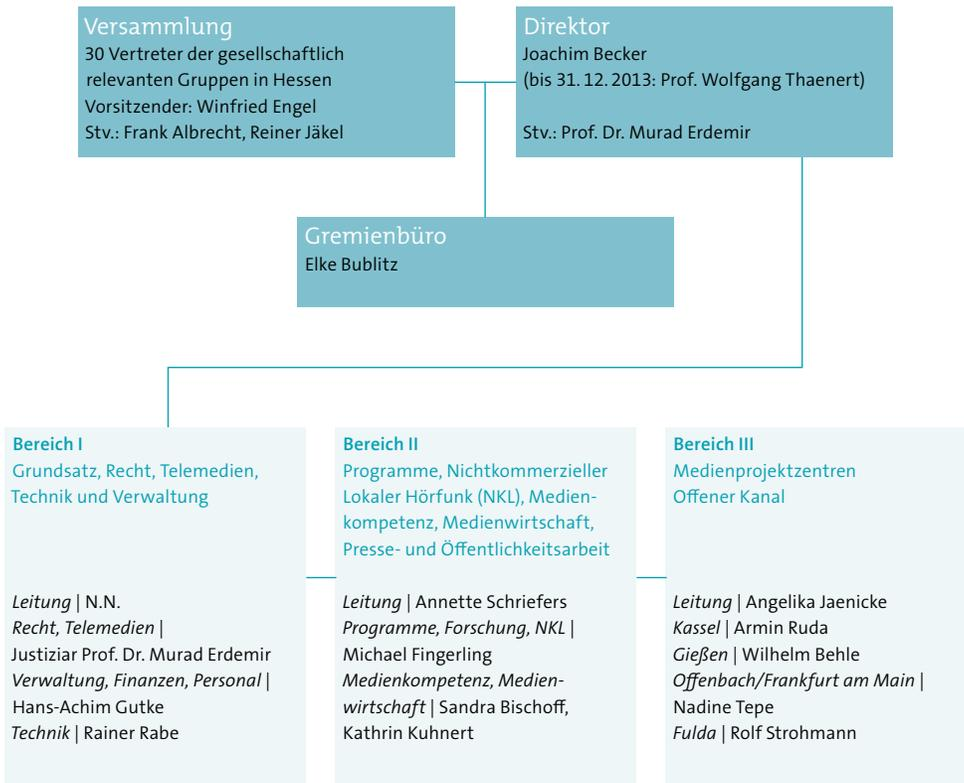 Versammlung
30 Vertreter der gesellschaftlich
relevanten Gruppen in Hessen
Vorsitzender: Winfried Engel
Stv.: Frank Albrecht, Reiner Jäkel
Direktor
Joachim Becker
(bis 31. 12. 2013: Prof. Wolfgang Thaenert)
Stv.: Prof. Dr. Murad Erdemir
Gremienbüro
Elke Bublitz
Bereich I
Grundsatz, Recht, Telemedien,
Technik und Verwaltung
Leitung | N.N.
Recht, Telemedien |
Justiziar Prof. Dr. Murad Erdemir
Verwaltung, Finanzen, Personal |
Hans-Achim Gutke
Technik | Rainer Rabe
Bereich II
Programme, Nichtkommerzieller
Lokaler Hörfunk (NKL), Medien-
kompetenz, Medienwirtschaft,
Presse- und Öffentlichkeitsarbeit
Leitung | Annette Schriefers
Programme, Forschung, NKL |
Michael Fingerling
Medienkompetenz, Medien-
wirtschaft | Sandra Bischoff,
Kathrin Kuhnert
Bereich III
Medienprojektzentren
Offener Kanal
Leitung | Angelika Jaenicke
Kassel | Armin Ruda
Gießen | Wilhelm Behle
Offenbach/Frankfurt am Main |
Nadine Tepe
Fulda | Rolf Strohmann